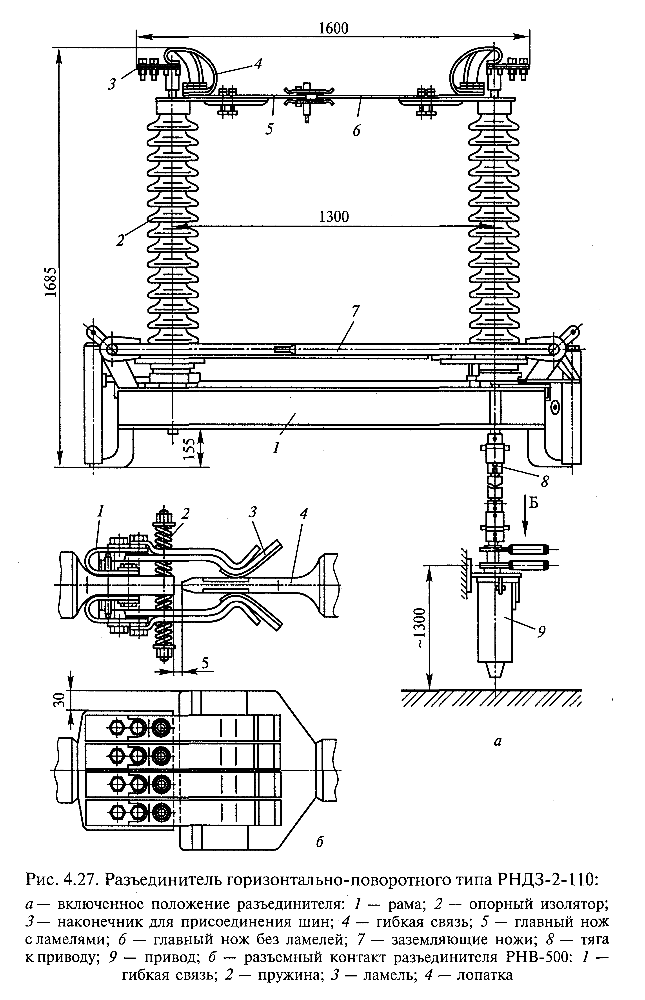 1600
4
3
5
6
1300
2
1685
7
1
155
8
Б
1
2
3
4
~1300
9
5
30
а
б
Рис. 4.27. Разъединитель горизонтально-поворотного типа РНДЗ-2-110:
а — включенное положение разъединителя: 1 — рама; 2 — опорный изолятор;
3 — наконечник для присоединения шин; 4 — гибкая связь; 5 — главный нож
с ламелями; 6 — главный нож без ламелей; 7 — заземляющие ножи; 8 — тяга
к приводу; 9 — привод; б — разъемный контакт разъединителя РНВ-500: 1 —
гибкая связь; 2 — пружина; 3 — ламель; 4 — лопатка